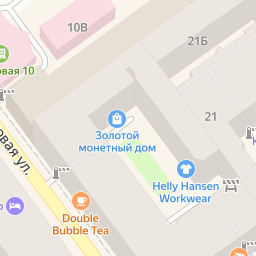 10В
21Б
овая 10
21
Золотой
монетный дом
овая ул.
Helly Hansen
Workwear
Double
Bubble Tea